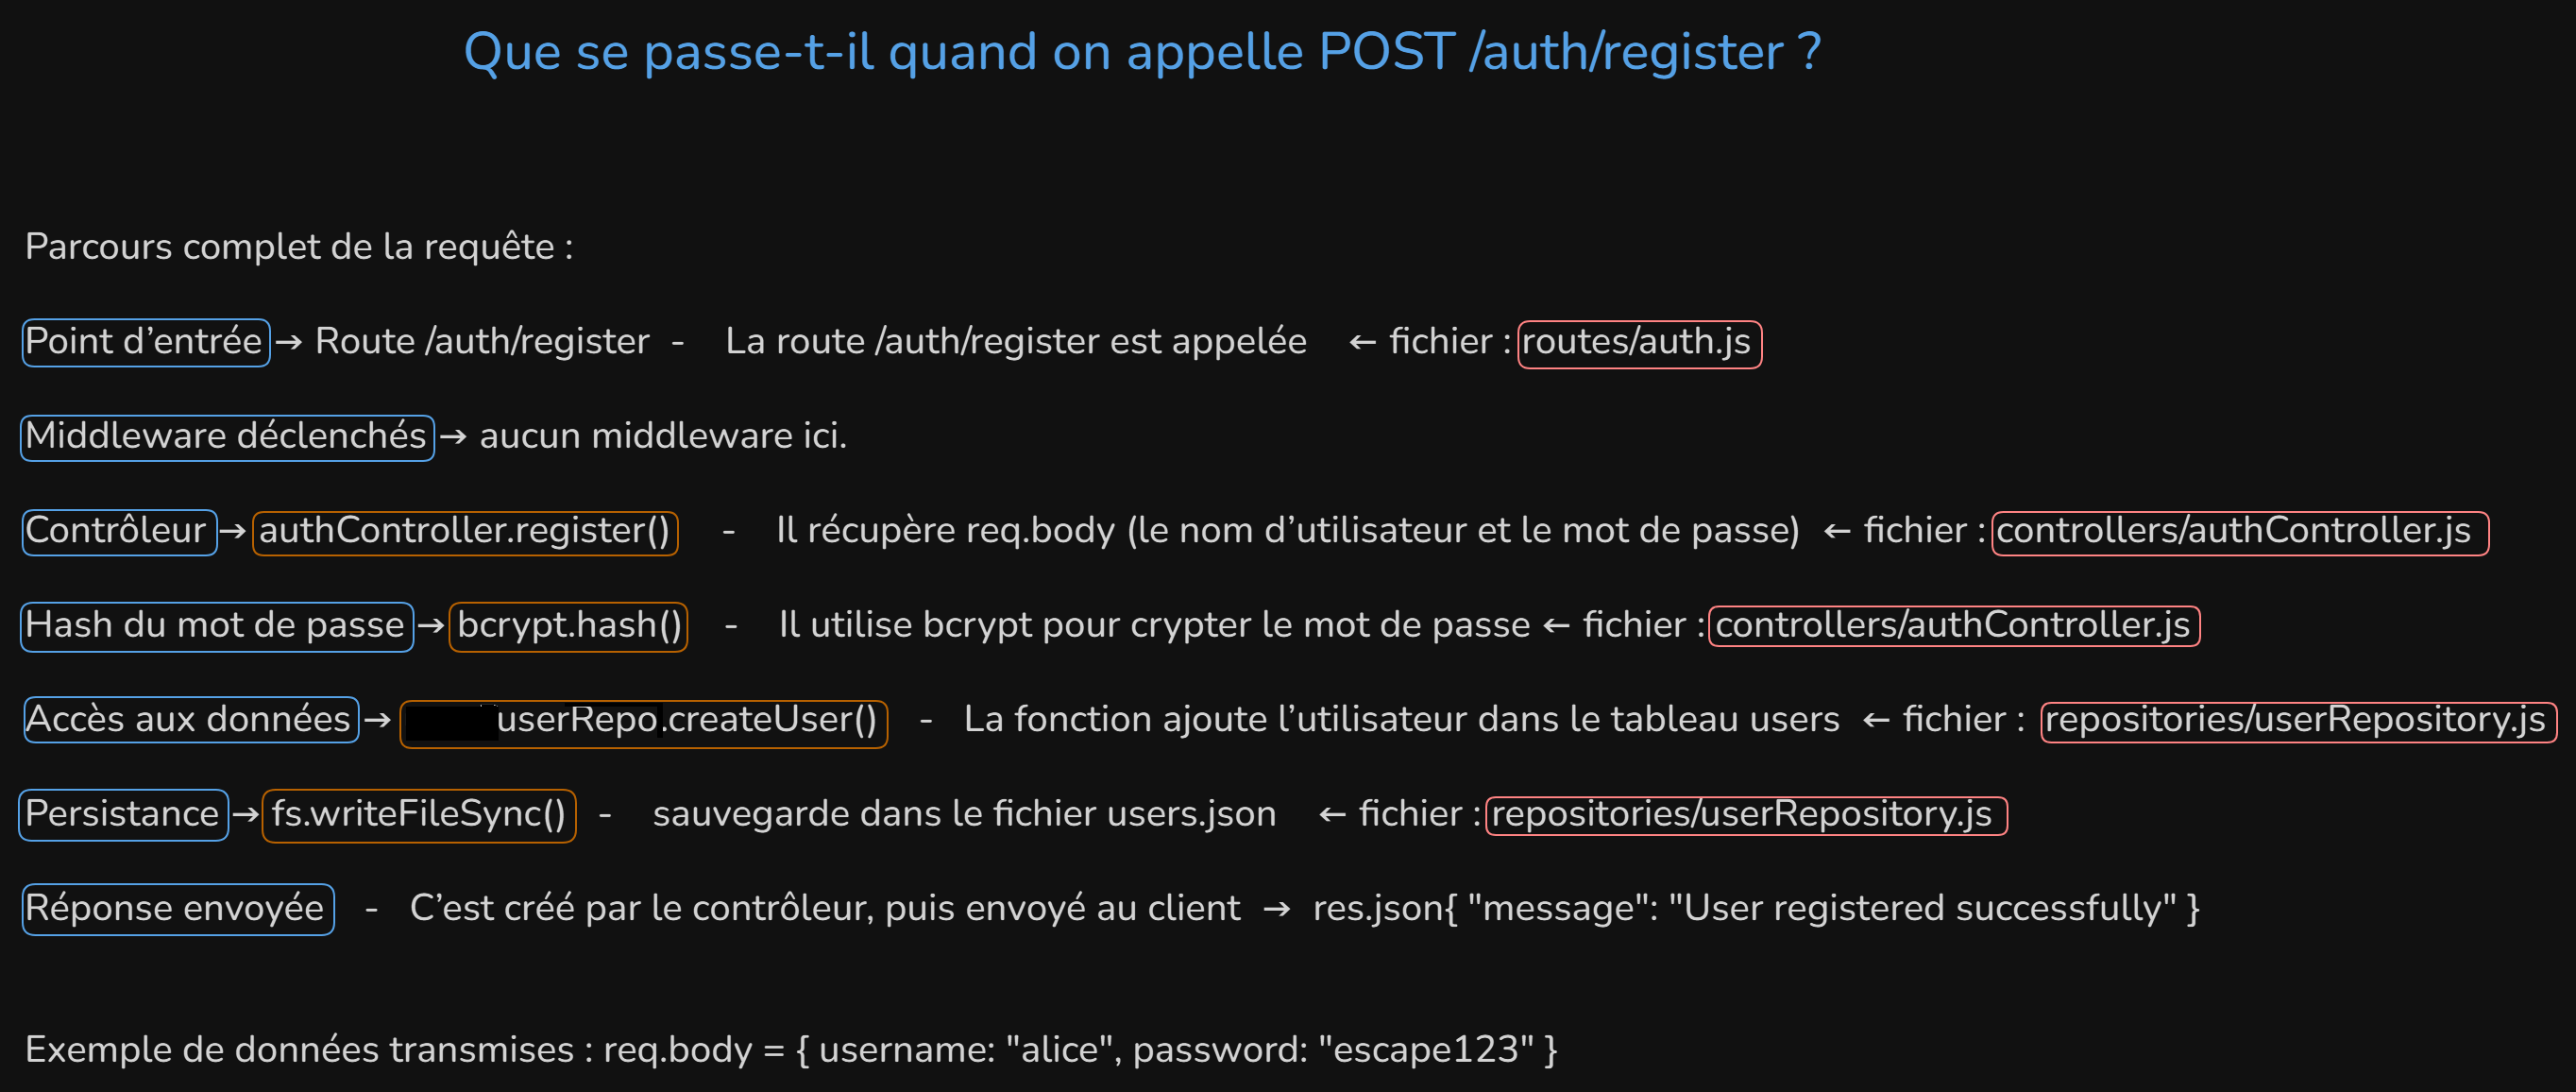 Que se passe-t-il quand on appelle POST /auth/register ?
Parcours complet de la requête :
Point d’entrée → Route /auth/register - La route /auth/register est appelée ← fichier : routes/auth.js
Middleware déclenchés → aucun middleware ici.
Contrôleur → authController.register() - Il récupère req.body (le nom d’utilisateur et le mot de passe) ← fichier : controllers/authController.js
Hash du mot de passe → bcrypt.hash() - Il utilise bcrypt pour crypter le mot de passe ← fichier : controllers/authController.js
Accès aux données → userRepo.createUser() - La fonction ajoute l’utilisateur dans le tableau users ← fichier : repositories/userRepository.js
Persistance → fs.writeFileSync() - sauvegarde dans le fichier users.json ← fichier : repositories/userRepository.js
Réponse envoyée - C’est créé par le contrôleur, puis envoyé au client → res.json{ "message": "User registered successfully" }
Exemple de données transmises : req.body = { username: "alice", password: "escape123" }